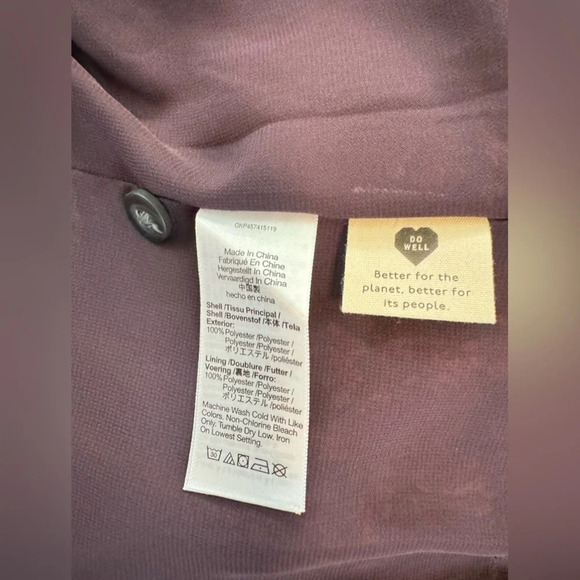 CNP457415119
Made In China
Fabriqué En Chine
Hergestellt In China
Vervaardigd In China
中国製
hecho en china
Shell /Tissu Principal /
Shell /Bovenstof /本体 /Tela
Exterior:
100%Polyester /Polyester /
Polyester /Polyester /
ポリエステル /poliéster
Lining /Doublure /Futter /
Voering /裏地 /Forro:
100%Polyester /Polyester /
Polyester /Polyester /
ポリエステル /poliéster
Machine Wash Cold With Like
Colors. Non-Chlorine Bleach
Only. Tumble Dry Low. Iron
On Lowest Setting.
30
DO
WELL
Better for the
planet, better for
its people.